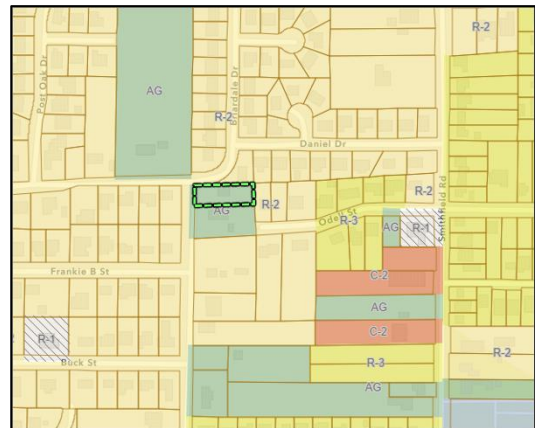 R-2
Post Oak Dr
AG
Briardale Dr
R-2
Daniel Dr
AG
R-2
Odell St
R-3
R-2
AG
R-1
Smithfield Rd
Frankie B St
C-2
AG
C-2
R-1
Buck St
R-3
R-2
AG